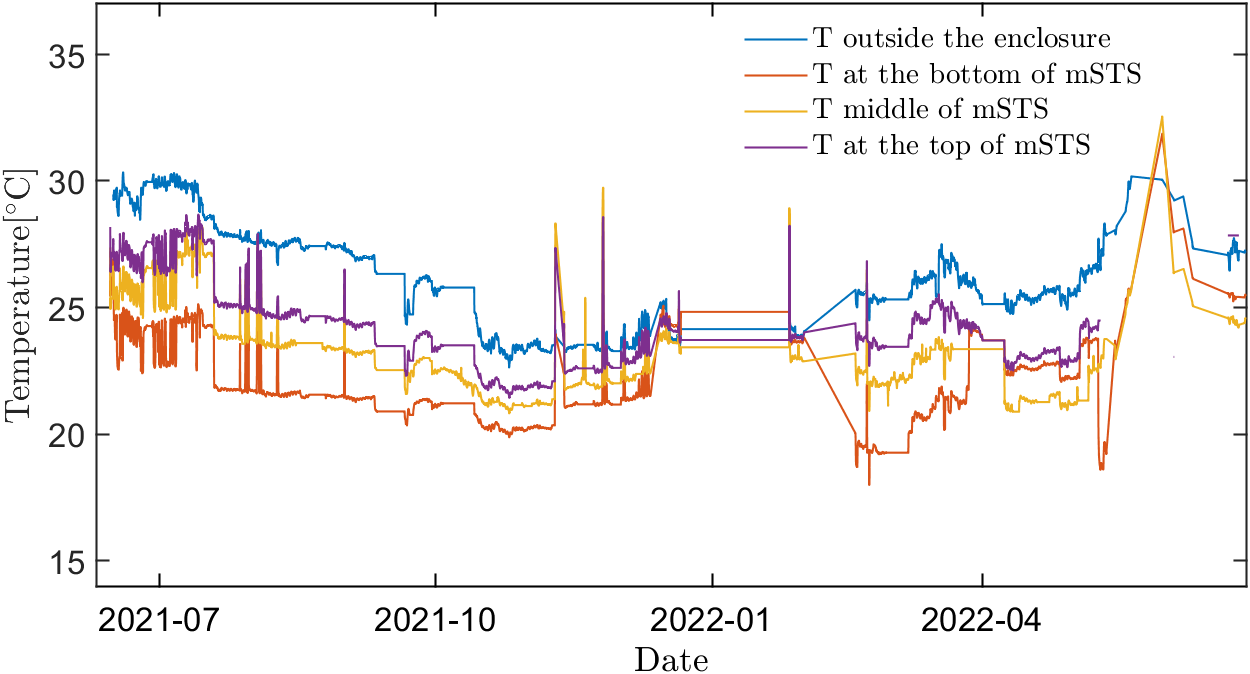 T outside the enclosure
T at the bottom of mSTS
T middle of mSTS
T at the top of mSTS
Temperature[°C]
35
30
25
20
15
2021-07 2021-10 2022-01 2022-04
Date